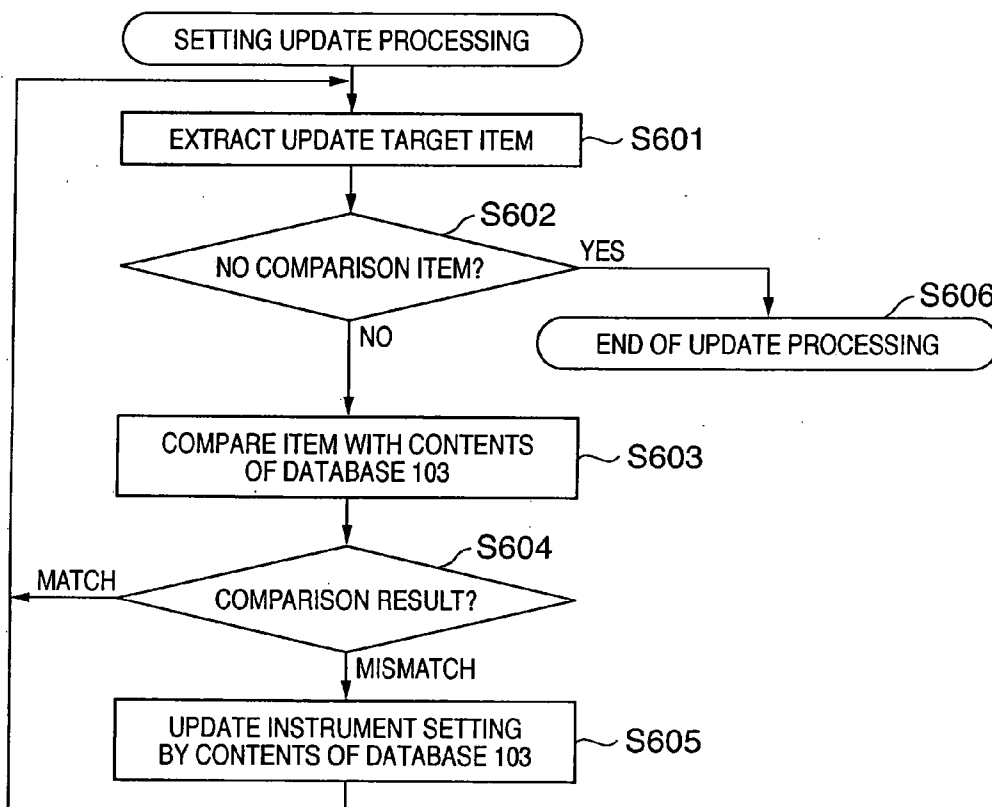 SETTING UPDATE PROCESSING
EXTRACT UPDATE TARGET ITEM
S601
S602
NO COMPARISON ITEM?
YES
S606
END OF UPDATE PROCESSING
NO
COMPARE ITEM WITH CONTENTS
OF DATABASE 103
S603
S604
MATCH
COMPARISON RESULT?
MISMATCH
UPDATE INSTRUMENT SETTING
BY CONTENTS OF DATABASE 103
S605